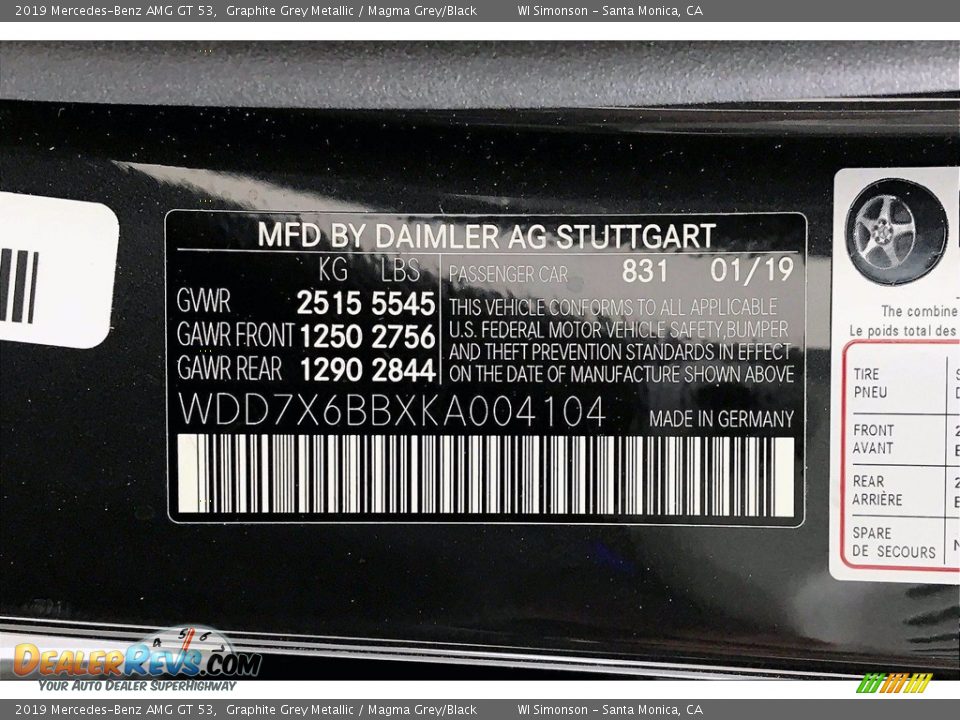 2019 Mercedes-Benz AMG GT 53, Graphite Grey Metallic / Magma Grey/Black WI Simonson - Santa Monica, CA
MFD BY DAIMLER AG STUTTGART
KG LBS
GVWR 2515 5545
GAWR FRONT 1250 2756
GAWR REAR 1290 2844
PASSENGER CAR 831 01/19
THIS VEHICLE CONFORMS TO ALL APPLICABLE
U.S. FEDERAL MOTOR VEHICLE SAFETY,BUMPER
AND THEFT PREVENTION STANDARDS IN EFFECT
ON THE DATE OF MANUFACTURE SHOWN ABOVE
WDD7X6BBXKA004104 MADE IN GERMANY
The combine
Le poids total des
TIRE
PNEU
FRONT
AVANT
REAR
ARRIÈRE
SPARE
DE SECOURS
4 5 6
DEALERREVS.COM
YOUR AUTO DEALER SUPERHIGHWAY
2019 Mercedes-Benz AMG GT 53, Graphite Grey Metallic / Magma Grey/Black WI Simonson - Santa Monica, CA